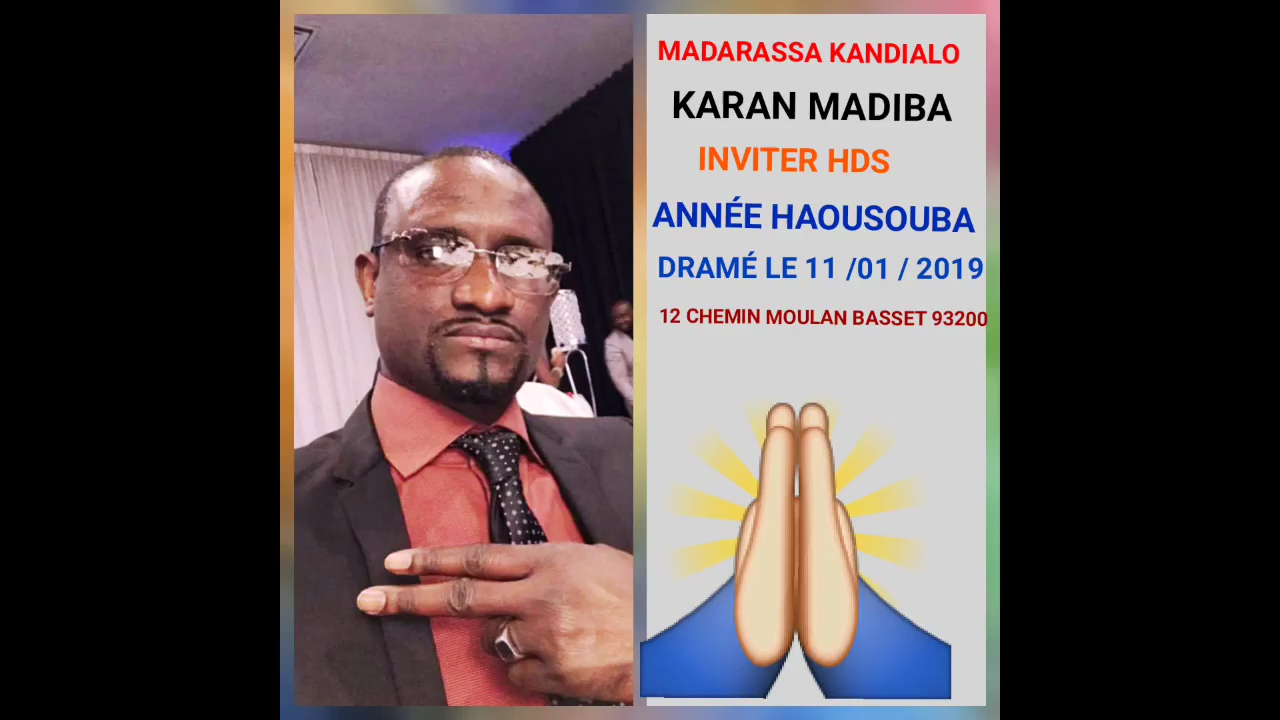 MADARASSA KANDIALO
KARAN MADIBA
INVITER HDS
ANNÉE HAOUSOUBA
DRAMÉ LE 11 /01 / 2019
12 CHEMIN MOULAN BASSET 93200